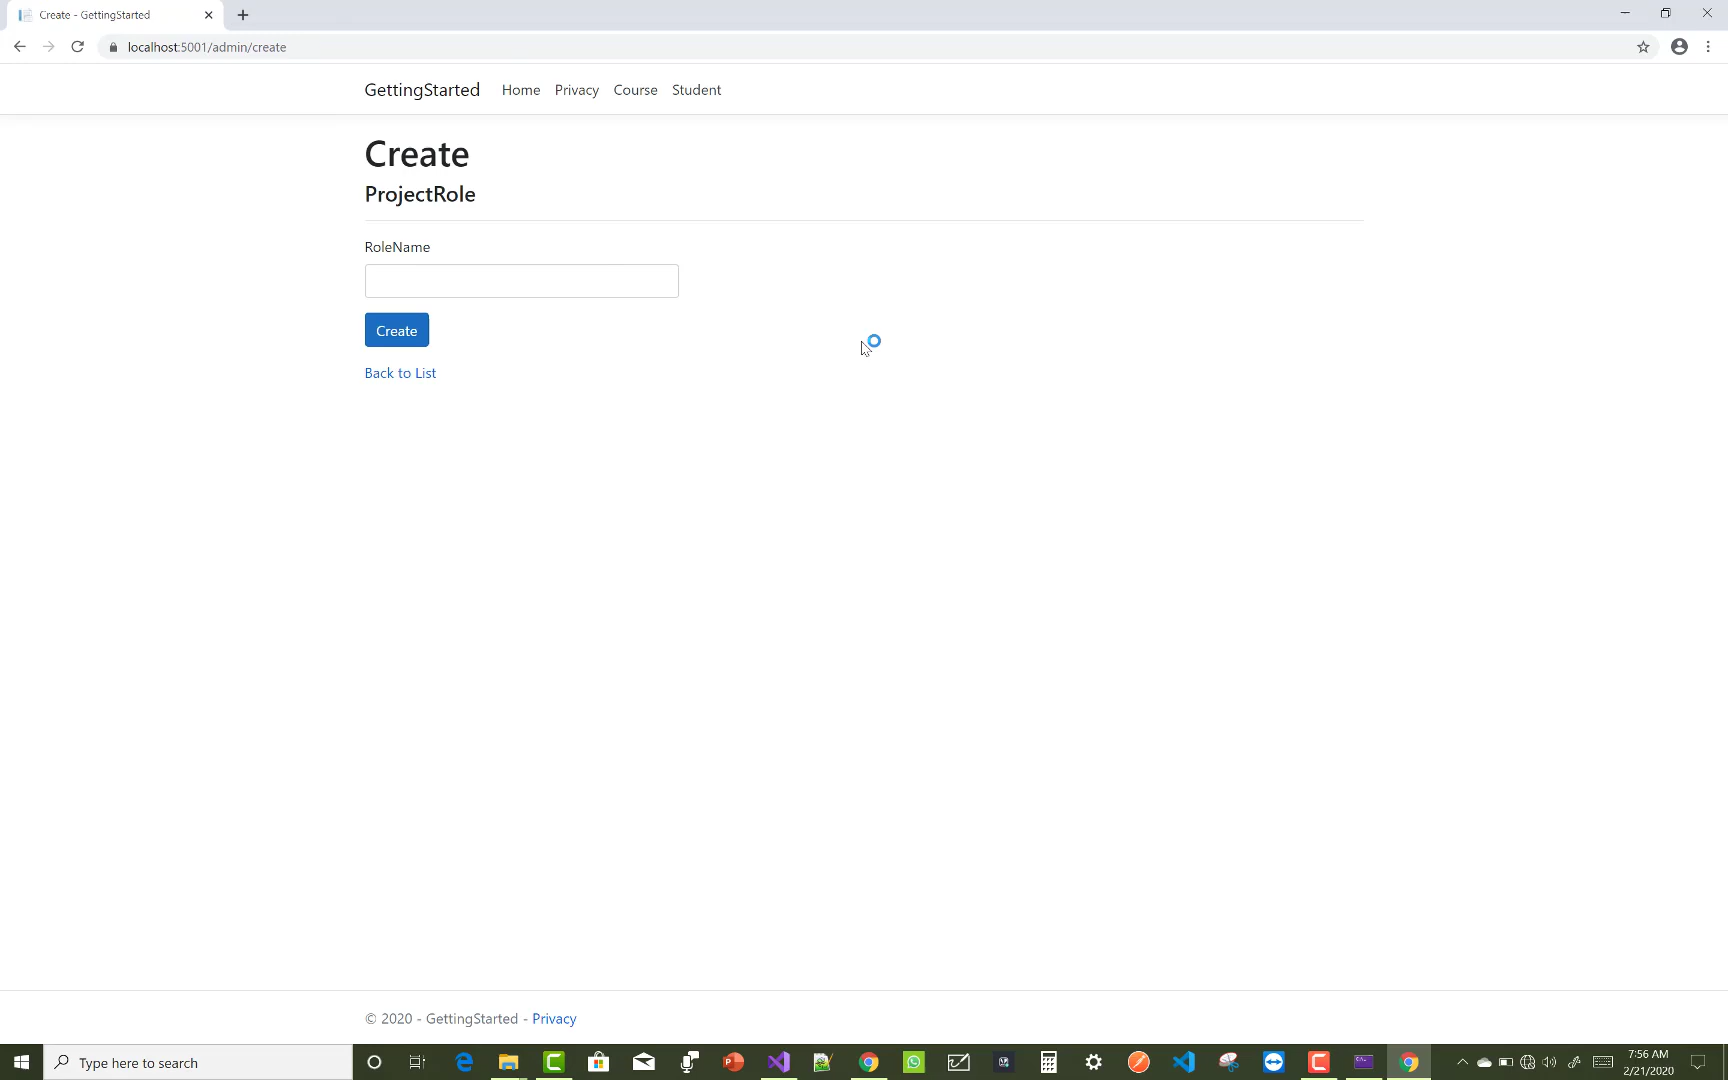 Create - GettingStarted
localhost:5001/admin/create
GettingStarted Home Privacy Course Student
Create
ProjectRole
RoleName
Create
Back to List
© 2020 - GettingStarted - Privacy
Type here to search
7:56 AM
2/21/2020